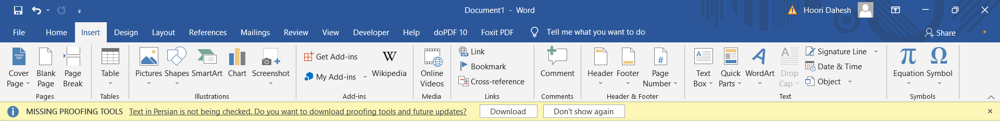 Document1 - Word
Hoori Dahesh
File Home Insert Design Layout References Mailings Review View Developer Help doPDF 10 Foxit PDF Tell me what you want to do Share
Cover Page
Blank Page
Page Break
Pages
Table
Tables
Pictures
Shapes
SmartArt
Chart
Screenshot
Illustrations
Get Add-ins
My Add-ins
W
Wikipedia
Add-ins
Online Videos
Media
Link
Bookmark
Cross-reference
Links
Comment
Comments
Header
Footer
#
Page Number
Header & Footer
A
Text Box
Quick Parts
A
WordArt
A
Drop Cap
Signature Line
Date & Time
Object
Text
π
Equation
Ω
Symbol
Symbols
MISSING PROOFING TOOLS Text in Persian is not being checked. Do you want to download proofing tools and future updates? Download Don't show again